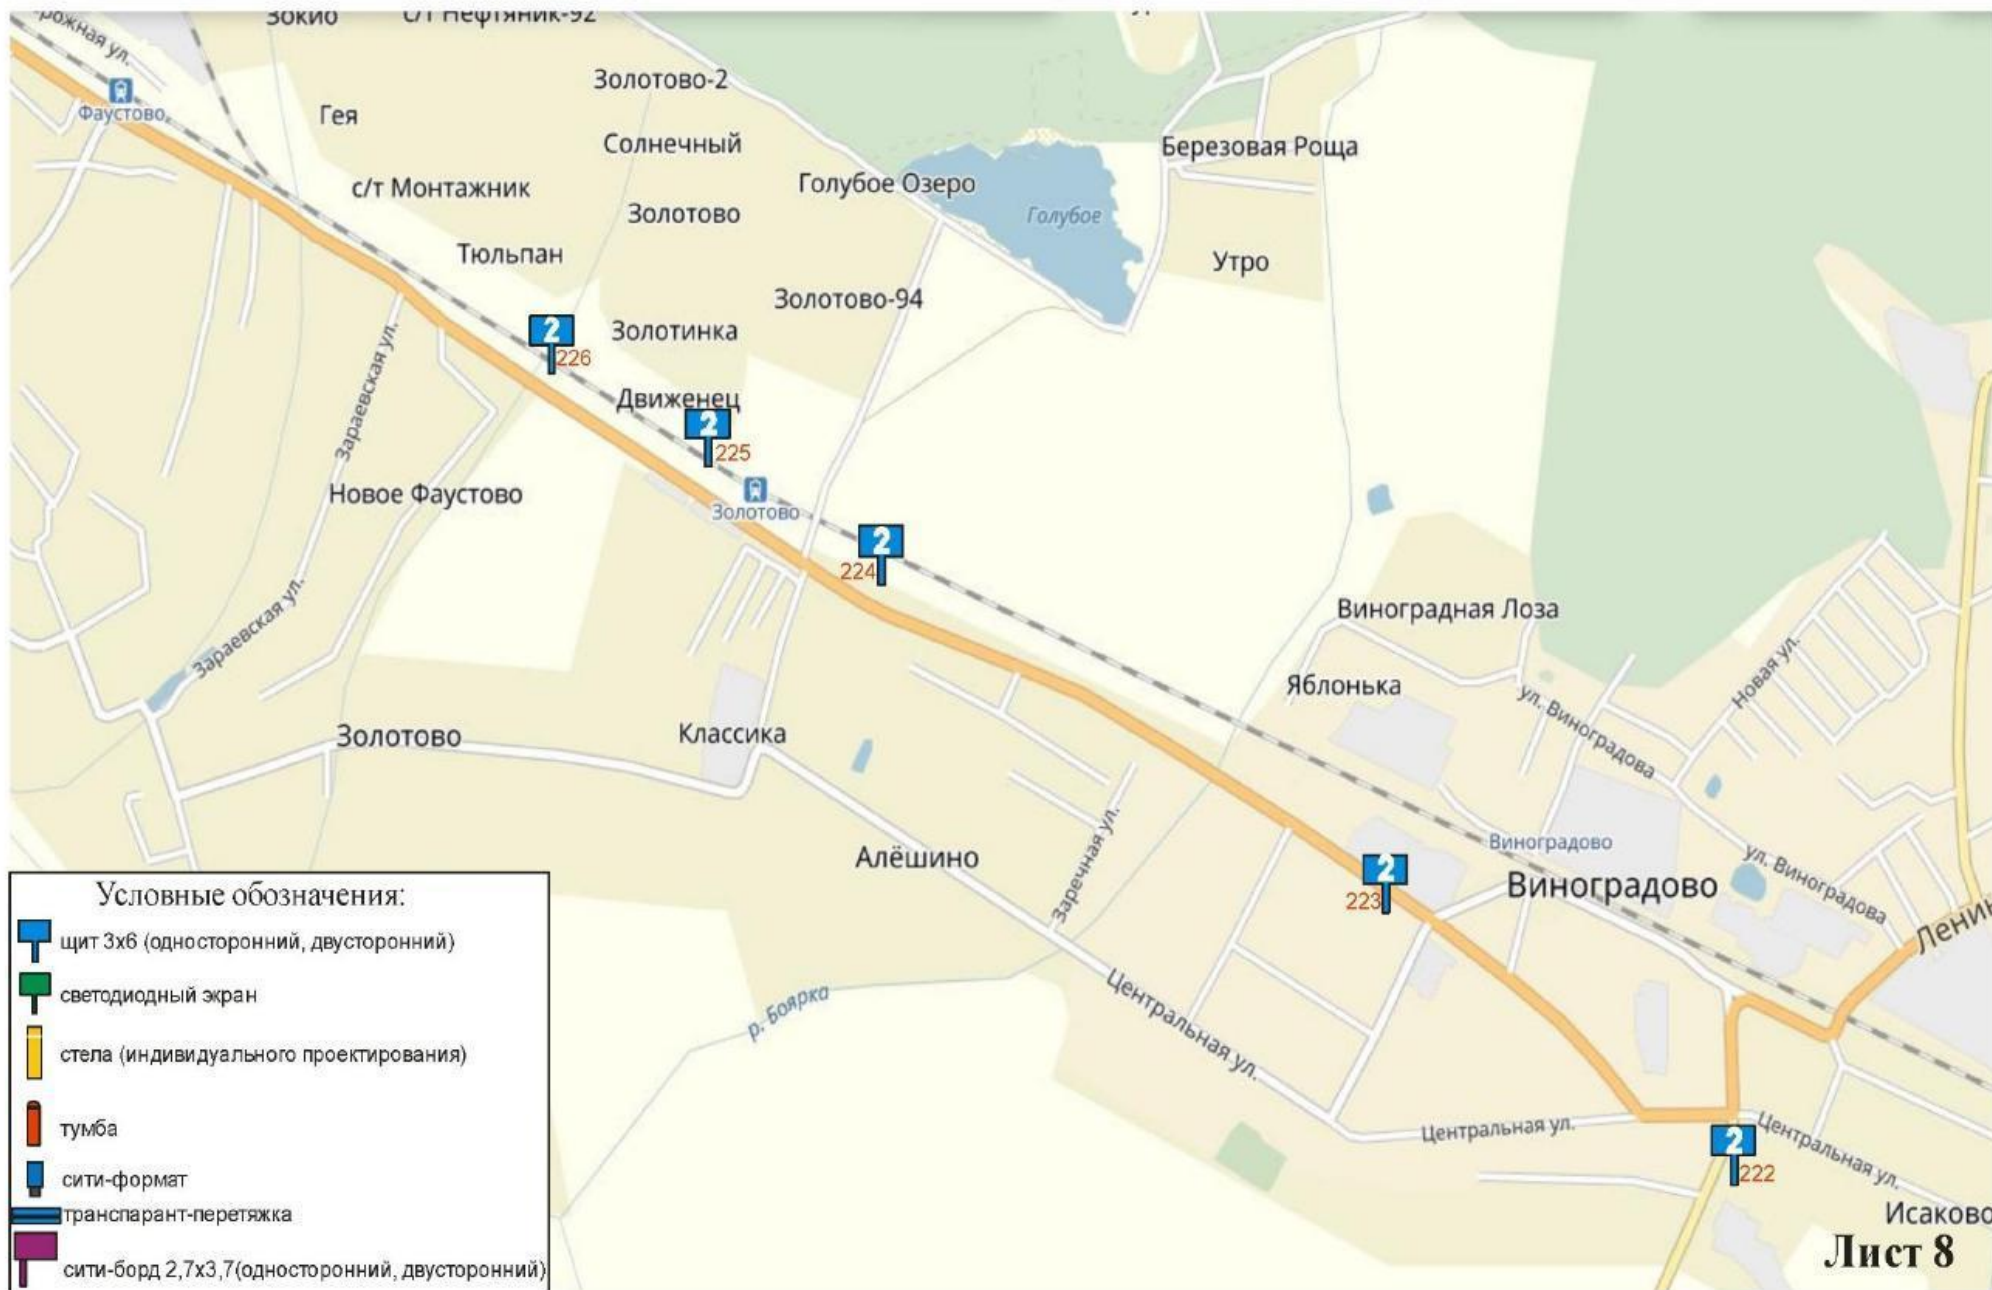 Зокио
с/т Нефтяник-92
рожная ул.
Золотово-2
Фаустово
Гея
Солнечный
Березовая Роща
с/т Монтажник
Голубое Озеро
Золотово
Голубое
Тюльпан
Утро
Золотово-94
2
226
Золотинка
Зараевская ул.
Движенец
2
225
Новое Фаустово
Золотово
2
224
Виноградная Лоза
Зараевская ул.
Яблонька
Новая ул.
ул. Виноградова
Золотово
Классика
Виноградово
Алёшино
Заречная ул.
2
223
Виноградово
ул. Виноградова
Ленин
р. Боярка
Центральная ул.
Центральная ул.
Центральная ул.
2
222
Исаково
Лист 8
Условные обозначения:
щит 3х6 (односторонний, двусторонний)
светодиодный экран
стела (индивидуального проектирования)
тумба
сити-формат
транспарант-перетяжка
сити-борд 2,7х3,7(односторонний, двусторонний)